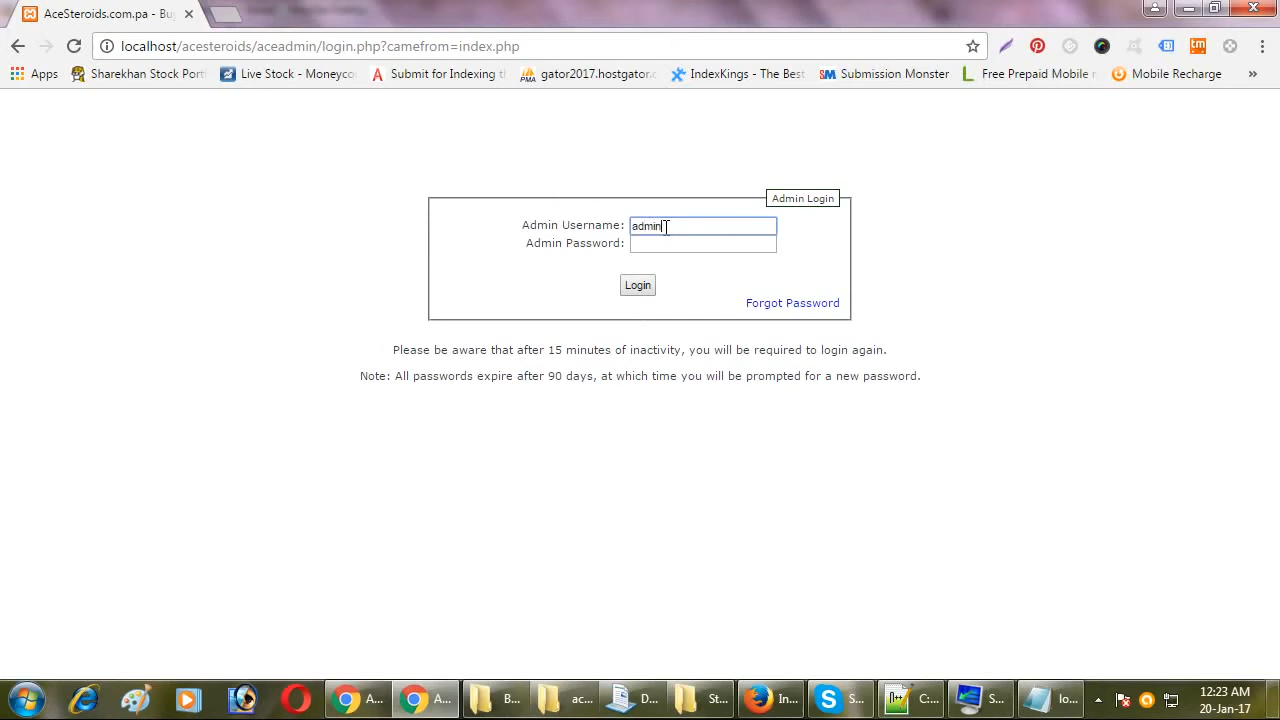 AceSteroids.com.pa - Bu
localhost/acesteroids/aceadmin/login.php?camefrom=index.php
Apps Sharekhan Stock Port Live Stock - Moneyco Submit for Indexing t gator2017.hostgator.c IndexKings - The Best Submission Monster Free Prepaid Mobile Mobile Recharge »
Admin Login
Admin Username: admin
Admin Password:
Login
Forgot Password
Please be aware that after 15 minutes of inactivity, you will be required to login again.
Note: All passwords expire after 90 days, at which time you will be prompted for a new password.
A... A... B... ac... D... St... In... S... C:... S... lo...
12:23 AM
20-Jan-17